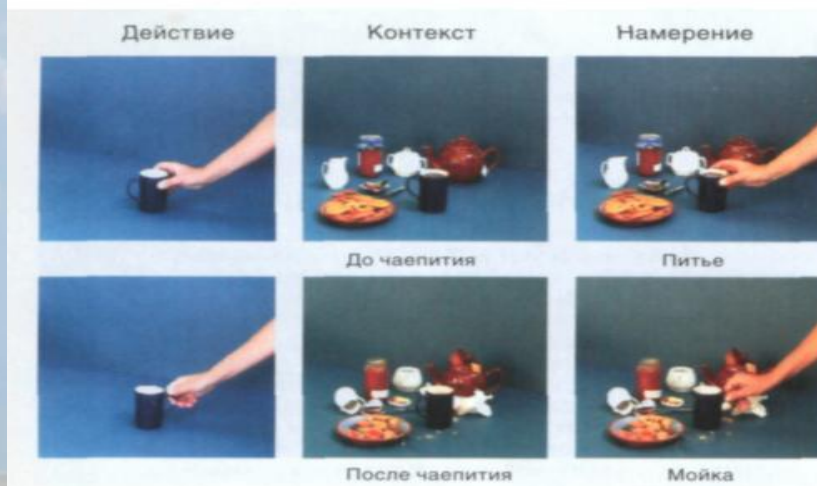 Действие Контекст Намерение
До чаепития Питье
После чаепития Мойка